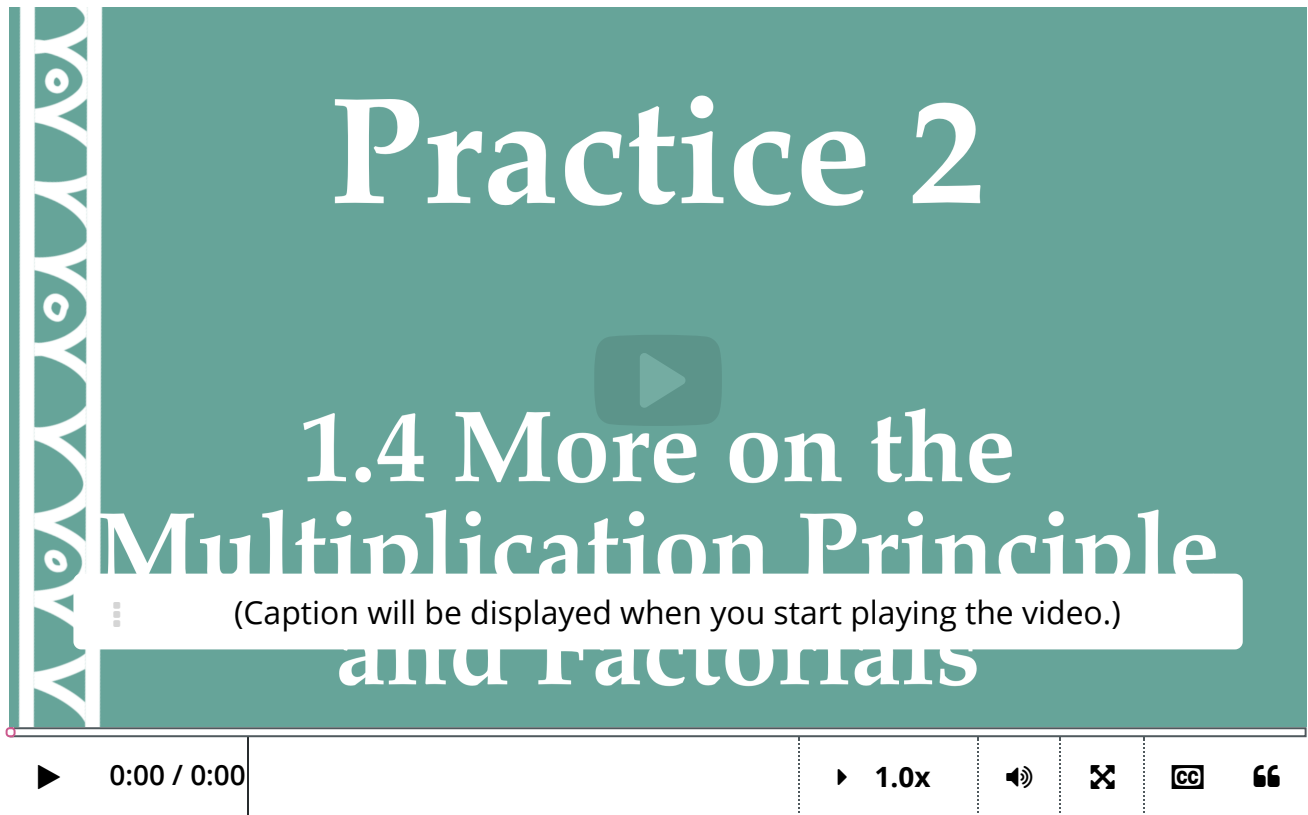 Practice 2
1.4 More on the
Multiplication Principle
(Caption will be displayed when you start playing the video.)
and Factorials
0:00 / 0:00
1.0x
CC